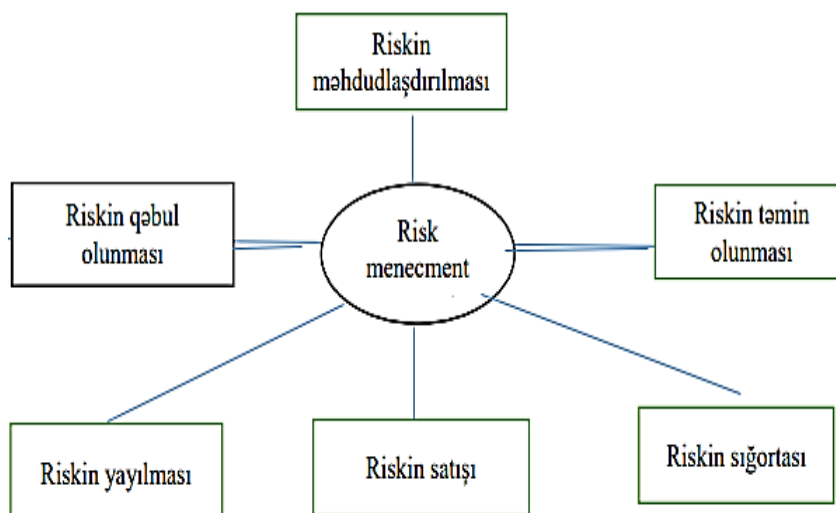 Riskin
məhdudlaşdırılması
Riskin qəbul
olunması
Risk
menecment
Riskin təmin
olunması
Riskin yayılması
Riskin satışı
Riskin sığortası